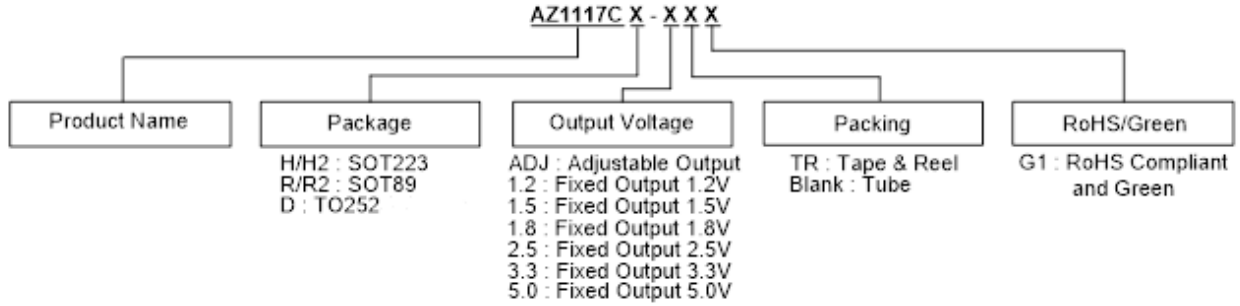 AZ1117C X - X X X
Product Name
Package
H/H2 : SOT223
R/R2 : SOT89
D : TO252
Output Voltage
ADJ : Adjustable Output
1.2 : Fixed Output 1.2V
1.5 : Fixed Output 1.5V
1.8 : Fixed Output 1.8V
2.5 : Fixed Output 2.5V
3.3 : Fixed Output 3.3V
5.0 : Fixed Output 5.0V
Packing
TR : Tape & Reel
Blank : Tube
RoHS/Green
G1 : RoHS Compliant
and Green